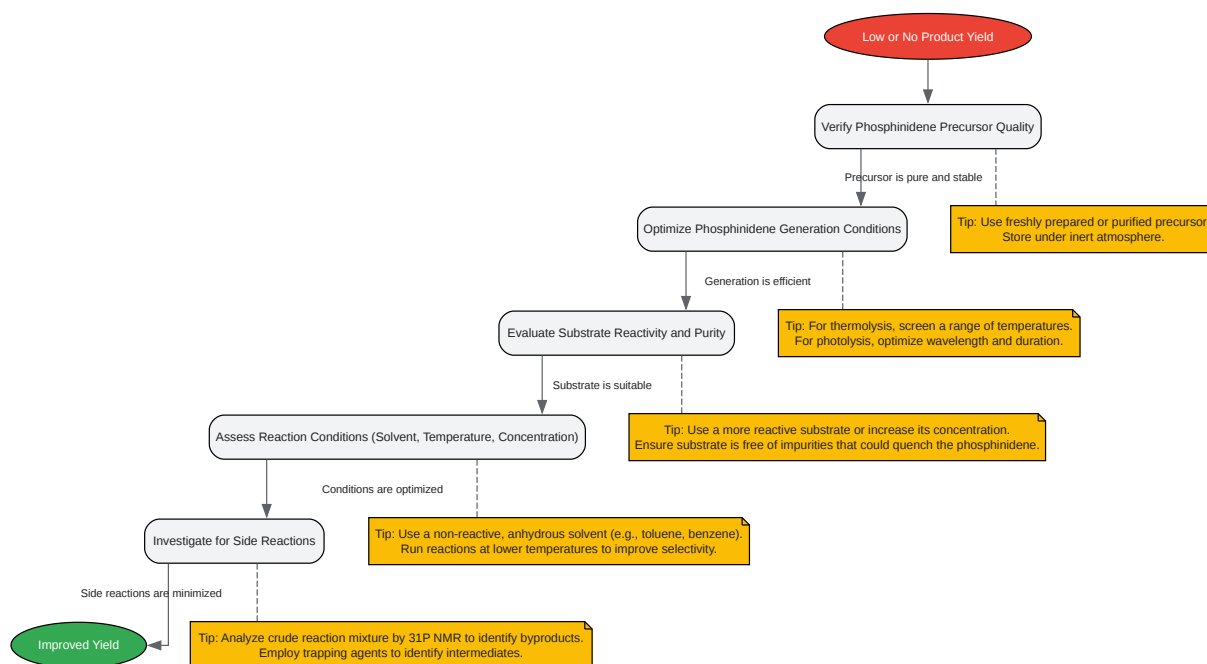 Low or No Product Yield
Verify Phosphinidene Precursor Quality
Precursor is pure and stable
Tip: Use freshly prepared or purified precursor
Store under inert atmosphere.
Optimize Phosphinidene Generation Conditions
Generation is efficient
Tip: For thermolysis, screen a range of temperatures.
For photolysis, optimize wavelength and duration.
Evaluate Substrate Reactivity and Purity
Substrate is suitable
Tip: Use a more reactive substrate or increase its concentration.
Ensure substrate is free of impurities that could quench the phosphinidene.
Assess Reaction Conditions (Solvent, Temperature, Concentration)
Conditions are optimized
Tip: Use a non-reactive, anhydrous solvent (e.g., toluene, benzene).
Run reactions at lower temperatures to improve selectivity.
Investigate for Side Reactions
Side reactions are minimized
Tip: Analyze crude reaction mixture by 31P NMR to identify byproducts.
Employ trapping agents to identify intermediates.
Improved Yield